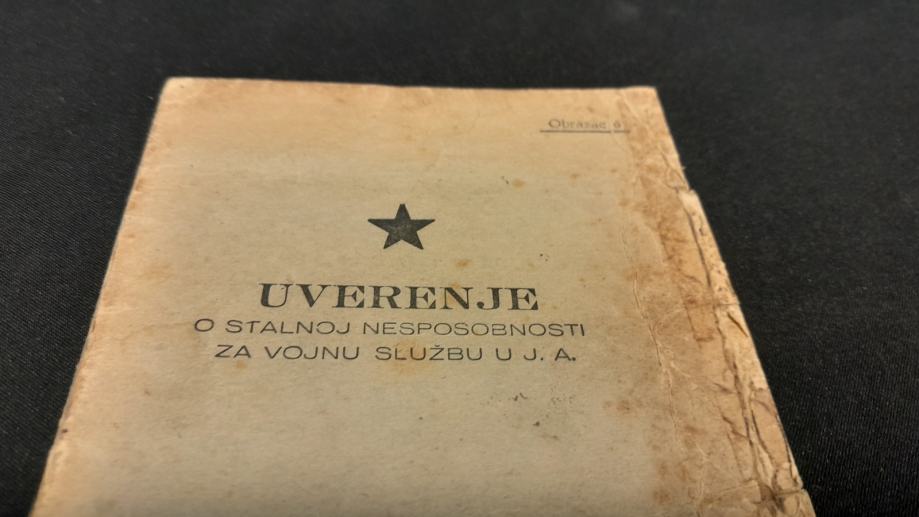 Obrazac 6
UVERENJE
O STALNOJ NESPOSOBNOSTI
ZA VOJNU SLUŽBU U J. A.